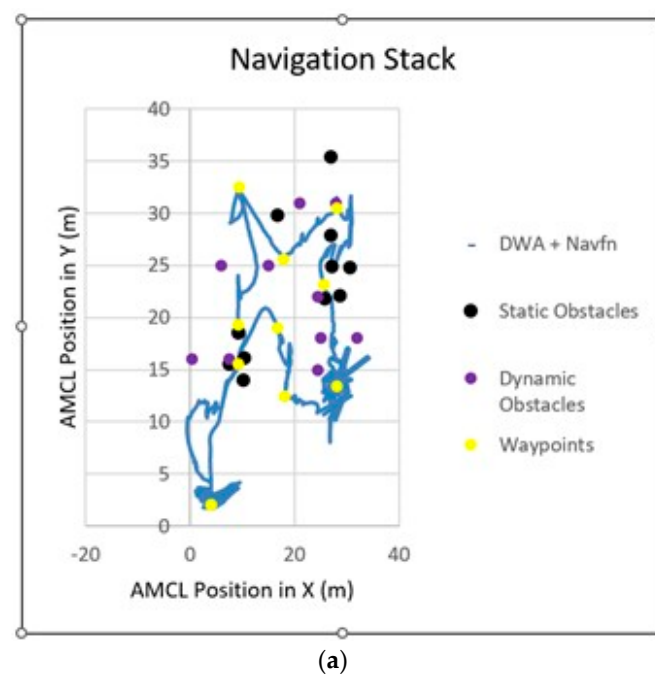 Navigation Stack
40
35
30
25
20
15
10
5
0
-20
0
20
40
AMCL Position in Y (m)
AMCL Position in X (m)
DWA + Navfn
Static Obstacles
Dynamic
Obstacles
Waypoints
(a)